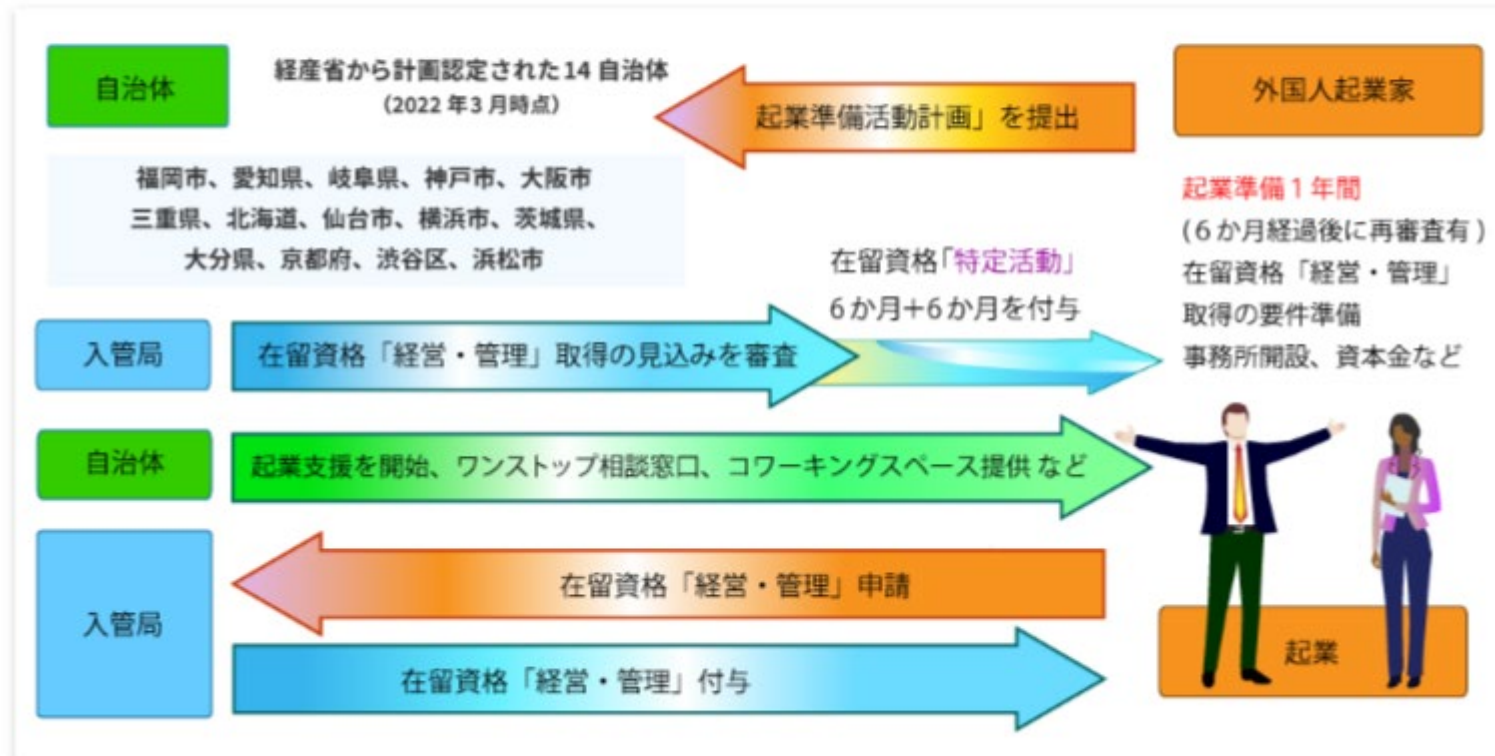 自治体
経産省から計画認定された14 自治体
（2022 年3 月時点）
起業準備活動計画」を提出
外国人起業家
福岡市、愛知県、岐阜県、神戸市、大阪市
三重県、北海道、仙台市、横浜市、茨城県、
大分県、京都府、渋谷区、浜松市
起業準備 1 年間
(６か月経過後に再審査有 )
在留資格「経営・管理」
取得の要件準備
事務所開設、資本金など
在留資格「特定活動」
６か月＋６か月を付与
入管局
在留資格「経営・管理」取得の見込みを審査
自治体
起業支援を開始、ワンストップ相談窓口、コワーキングスペース提供 など
入管局
在留資格「経営・管理」申請
在留資格「経営・管理」付与
起業